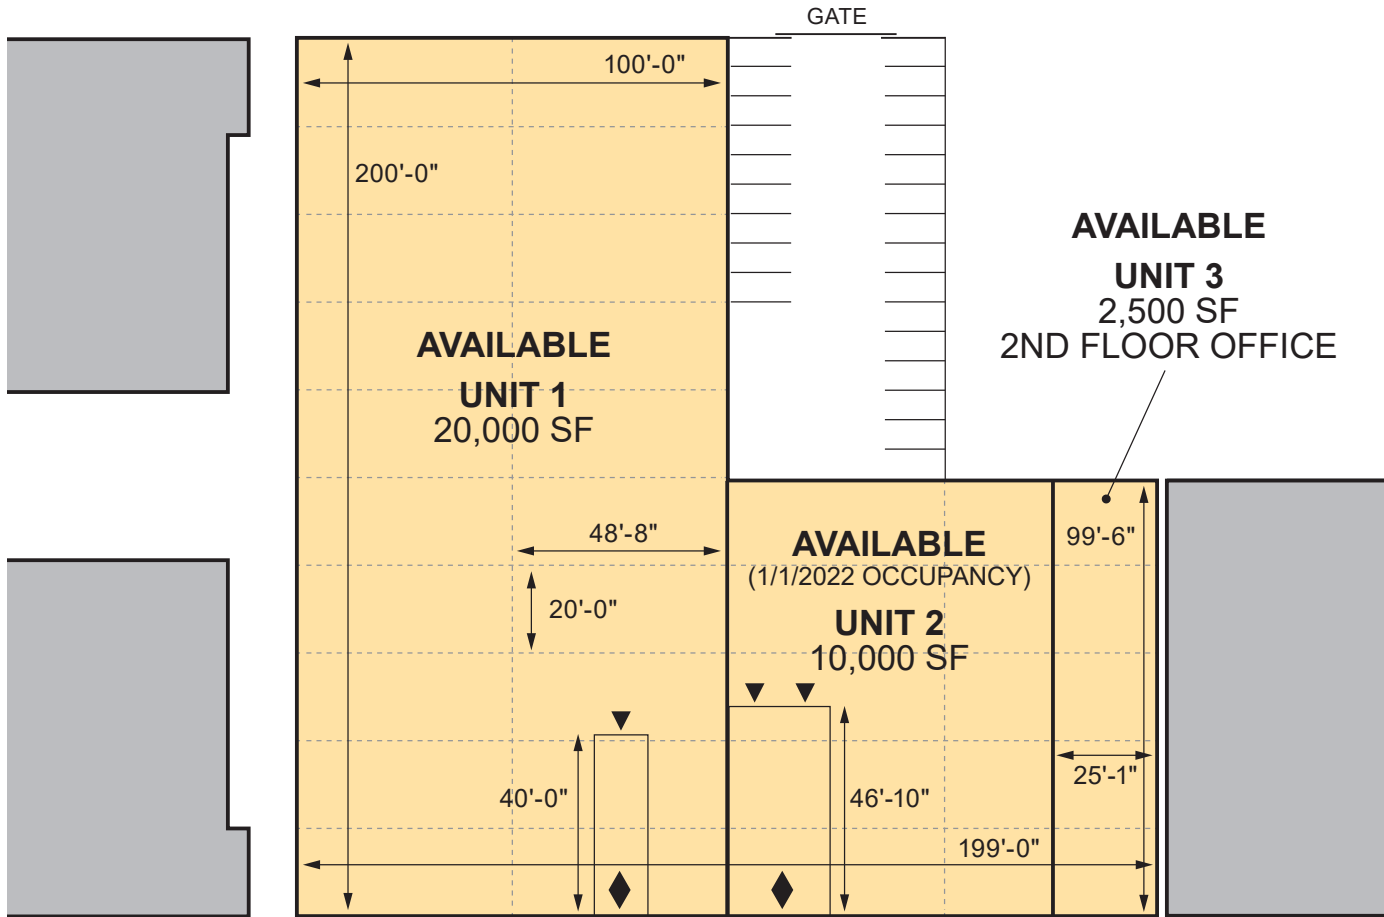 GATE
100'-0"
200'-0"
AVAILABLE
UNIT 3
2,500 SF
2ND FLOOR OFFICE
AVAILABLE
UNIT 1
20,000 SF
48'-8"
20'-0"
AVAILABLE
(1/1/2022 OCCUPANCY)
UNIT 2
10,000 SF
99'-6"
25'-1"
40'-0"
46'-10"
199'-0"